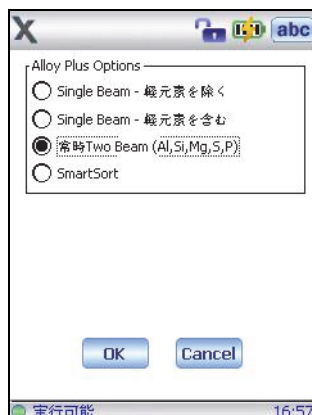 X abc
Alloy Plus Options
Single Beam - 軽元素を除く
Single Beam - 軽元素を含む
常時Two Beam (Al,Si,Mg,S,P)
SmartSort
OK Cancel
実行可能 16:57